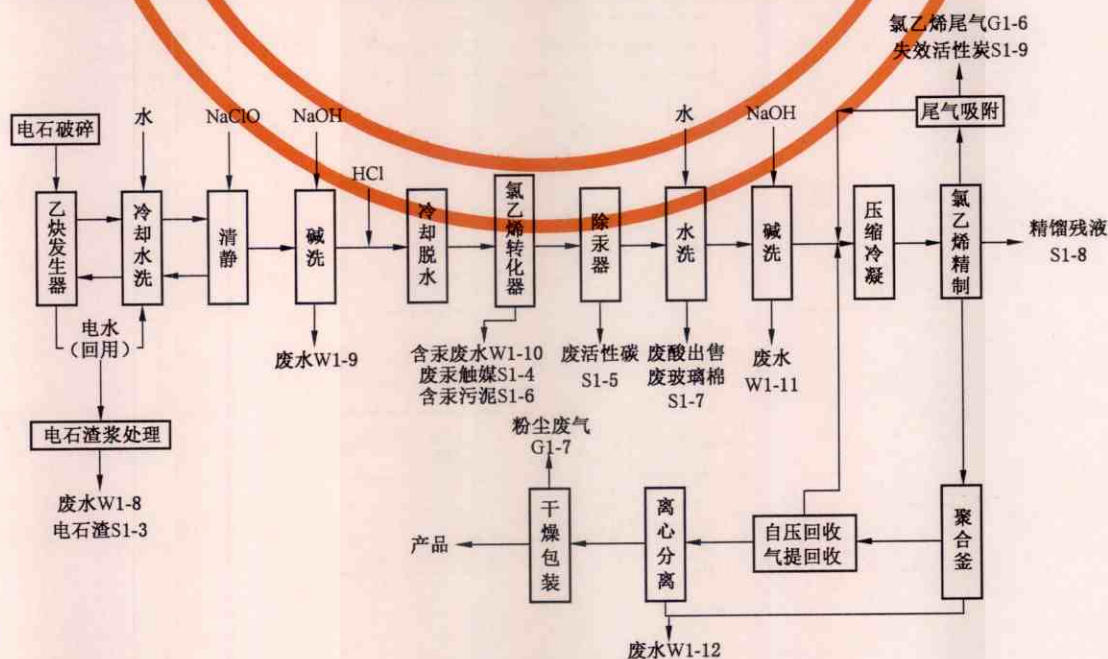 氯乙烯尾气G1-6
失效活性炭S1-9
电石破碎
水
NaClO
NaOH
HCl
水
NaOH
尾气吸附
乙炔发生器
冷却水洗
清静
碱洗
冷却脱水
氯乙烯转化器
除汞器
水洗
碱洗
压缩冷凝
氯乙烯精制
精馏残液
S1-8
电水
（回用）
废水W1-9
含汞废水W1-10
废汞触媒S1-4
含汞污泥S1-6
废活性碳
S1-5
废酸出售
废玻璃棉
S1-7
废水
W1-11
电石渣浆处理
废水W1-8
电石渣S1-3
粉尘废气
G1-7
产品
干燥包装
离心分离
自压回收
气提回收
聚合釜
废水W1-12